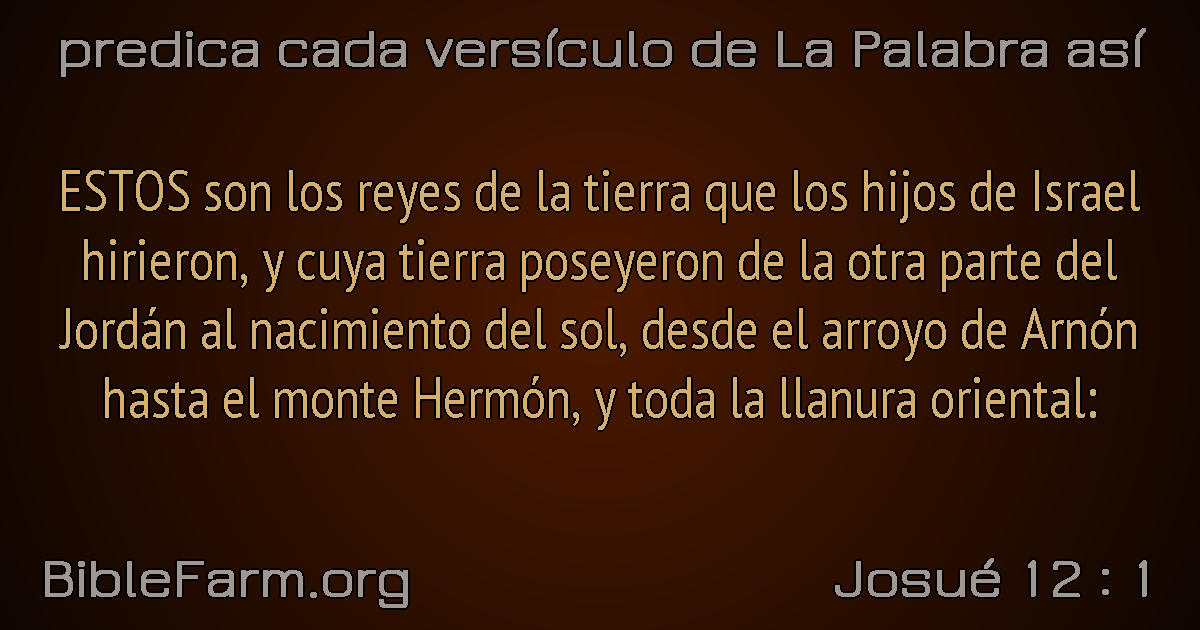 predica cada versículo de La Palabra así
ESTOS son los reyes de la tierra que los hijos de Israel
hirieron, y cuya tierra poseyeron de la otra parte del
Jordán al nacimiento del sol, desde el arroyo de Arnón
hasta el monte Hermón, y toda la llanura oriental:
BibleFarm.org
Josué 12 : 1